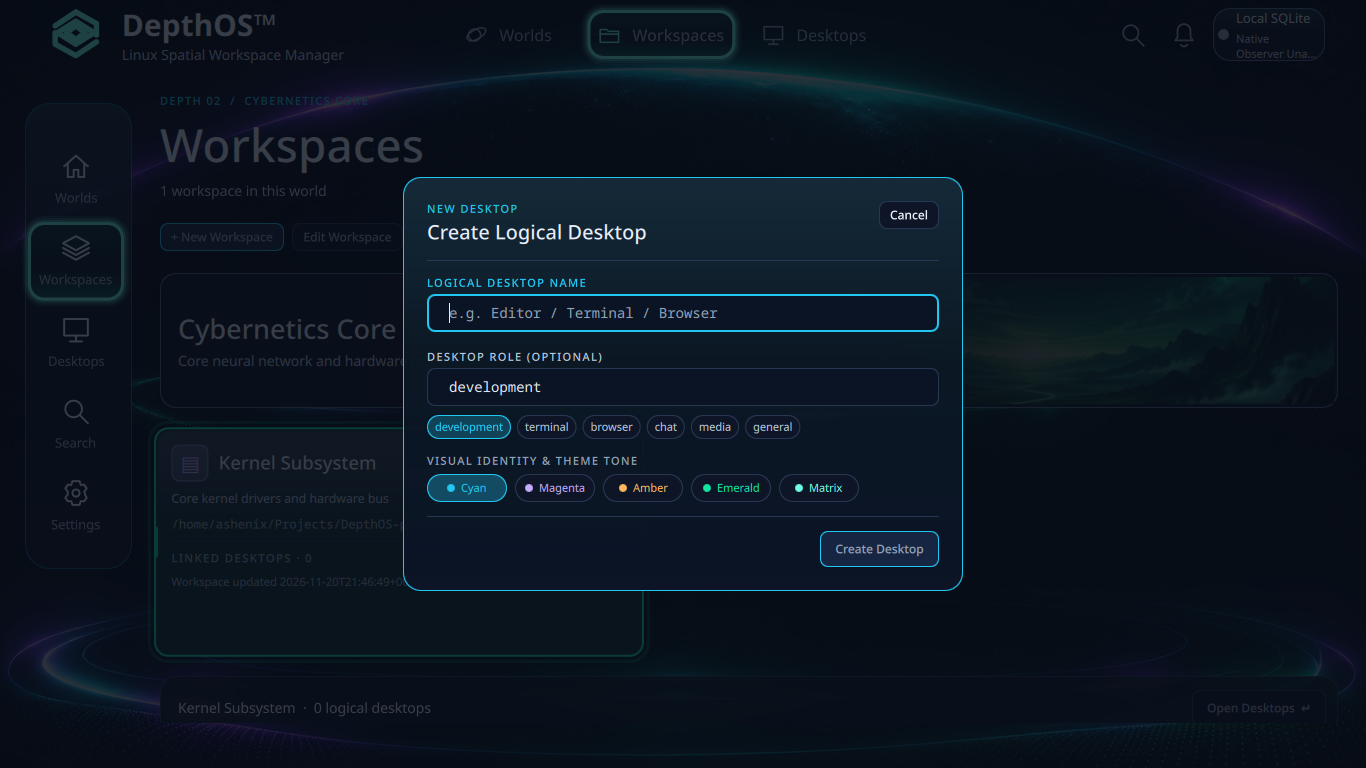 DepthOS™
Linux Spatial Workspace Manager
Worlds
Workspaces
Desktops
Local SQLite
Native
Observer Una...
DEPTH 02 / CYBERNETICS CORE
Workspaces
1 workspace in this world
+ New Workspace
Edit Workspace
Worlds
Workspaces
Desktops
Search
Settings
Cybernetics Core
Core neural network and hardware
Kernel Subsystem
Core kernel drivers and hardware bus
/home/ashenix/Projects/DepthOS-
LINKED DESKTOPS · 0
Workspace updated 2026-11-20T21:46:49+0
NEW DESKTOP
Create Logical Desktop
Cancel
LOGICAL DESKTOP NAME
e.g. Editor / Terminal / Browser
DESKTOP ROLE (OPTIONAL)
development
development
terminal
browser
chat
media
general
VISUAL IDENTITY & THEME TONE
Cyan
Magenta
Amber
Emerald
Matrix
Create Desktop
Kernel Subsystem · 0 logical desktops
Open Desktops ↵